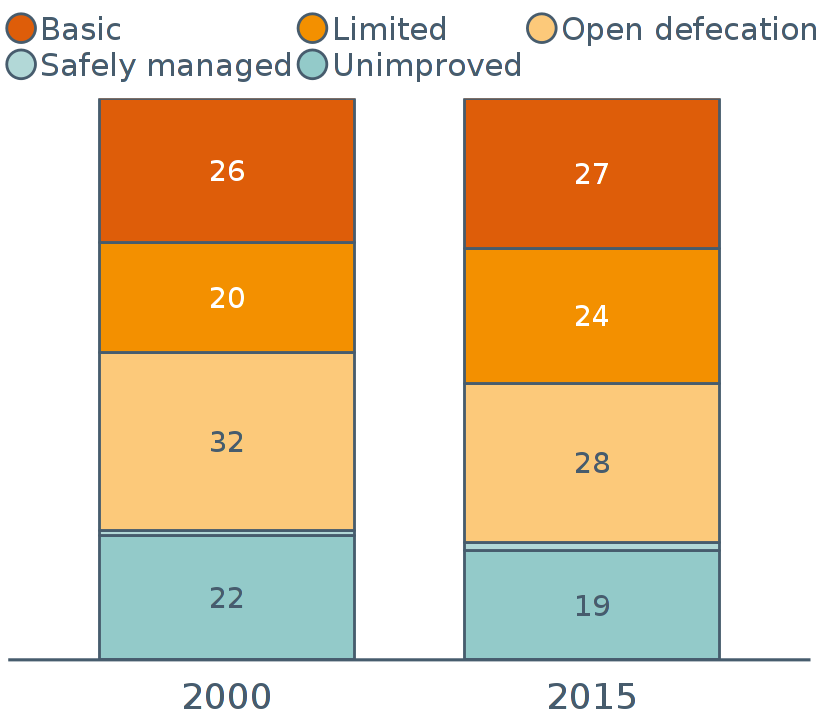 Basic Limited Open defecation
Safely managed Unimproved
26 27
20 24
32 28
22 19
2000 2015